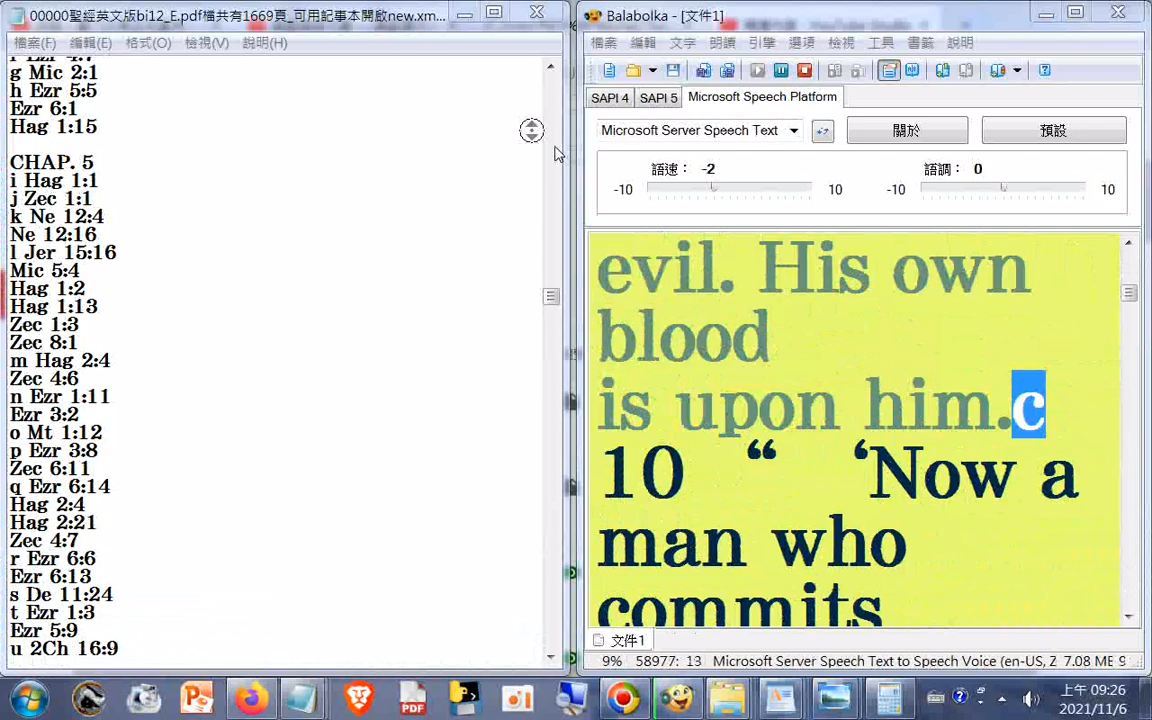 00000聖經英文版bi12_E.pdf檔共有1669頁_可用記事本開啟new.xm...
檔案(F) 編輯(E) 格式(O) 檢視(V) 說明(H)
g Mic 2:1
h Ezr 5:5
Ezr 6:1
Hag 1:15
CHAP. 5
i Hag 1:1
j Zec 1:1
k Ne 12:4
Ne 12:16
l Jer 15:16
Mic 5:4
Hag 1:2
Hag 1:13
Zec 1:3
Zec 8:1
m Hag 2:4
Zec 4:6
n Ezr 1:11
Ezr 3:2
o Mt 1:12
p Ezr 3:8
Zec 6:11
q Ezr 6:14
Hag 2:4
Hag 2:21
Zec 4:7
r Ezr 6:6
Ezr 6:13
s De 11:24
t Ezr 1:3
Ezr 5:9
u 2Ch 16:9
Balabolka - [文件1]
檔案 編輯 文字 朗讀 引擎 選項 檢視 工具 書籤 說明
SAPI 4 SAPI 5 Microsoft Speech Platform
Microsoft Server Speech Text 關於 預設
語速： -2 語調： 0
-10 10 -10 10
evil. His own
blood
is upon him.c
10 “ ‘Now a
man who
commits
文件1
9% 58977: 13 Microsoft Server Speech Text to Speech Voice (en-US, Z 7.08 MB 9
PDF
上午 09:26
2021/11/6